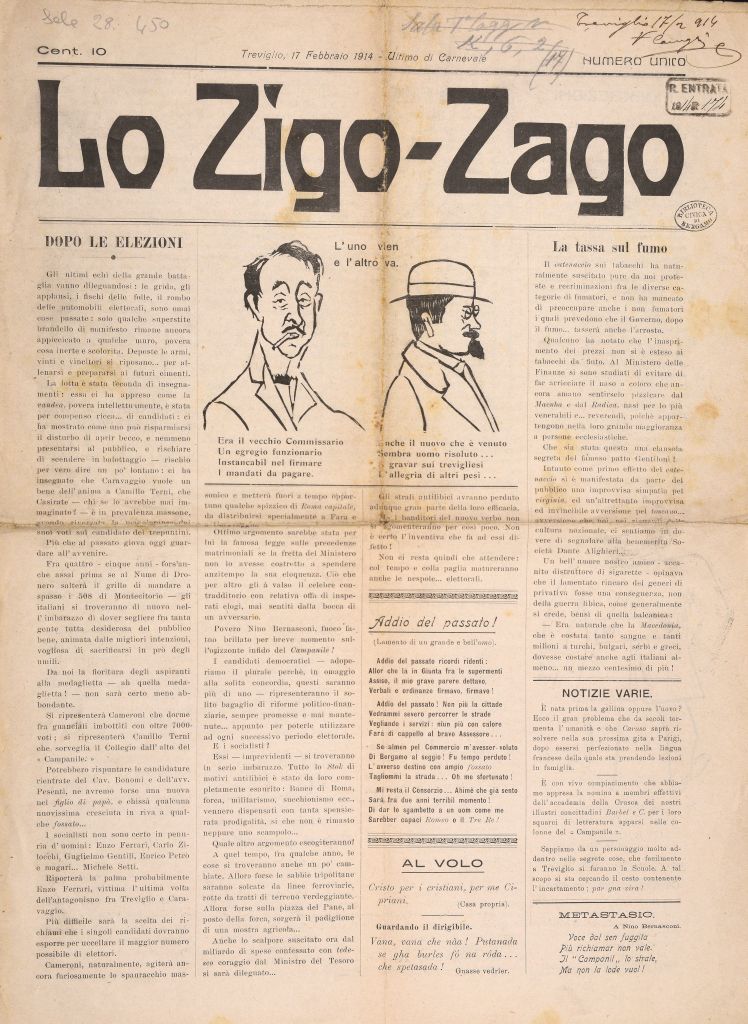 Sala 28. 450
Treviglio 17/2 914
Cent. 10
Treviglio, 17 Febbraio 1914 - Ultimo di Carnevale
NUMERO UNICO
R. ENTRATA
Lo Zigo-Zago
BIBLIOTECA
CIVICA
DI
BERGAMO
DOPO LE ELEZIONI
Gli ultimi echi della grande batta-
glia vanno dileguandosi: le grida, gli
applausi, i fischi delle folle, il rombo
delle automobili elettorali, sono omai
cose passate: solo qualche superstite
brandello di manifesto rimane ancora
appiccicato a qualche muro, povera
cosa inerte e scolorita. Deposte le armi,
vinti e vincitori si riposano... per al-
lenarsi e prepararsi ai futuri cimenti.
La lotta è stata feconda di insegna-
menti: essa ci ha appreso come la
vandea, povera intellettualmente, è stata
per compenso ricca... di candidati: ci
ha mostrato come uno può risparmiarsi
il disturbo di aprir becco, e nemmeno
presentarsi al pubblico, e rischiare
di scendere in ballottaggio — rischio
per vero dire un po' lontano: ci ha
insegnato che Caravaggio vuole un
bene dell'anima a Camillo Terni, che
Casirate — chi se lo avrebbe mai im-
maginato! — è in prevalenza massone,
suoi voti sul candidato dei trepuntini.
Più che al passato giova oggi guar-
dare all'avvenire.
Fra quattro - cinque anni - fors'an-
che assai prima se al Nume di Dro-
nero salterà il grillo di mandare a
spasso i 508 di Montecitorio — gli
italiani si troveranno di nuovo nel-
l'imbarazzo di dover scegliere fra tanta
gente tutta desiderosa del pubblico
bene, animata dalle migliori intenzioni,
vogliosa di sacrificarsi in prò degli
umili.
Da noi la fioritura degli aspiranti
alla medaglietta — ah quella meda-
glietta! — non sarà certo meno ab-
bondante.
Si ripresenterà Cameroni che dorme
fra guanciali imbottiti con oltre 7000
voti: si ripresenterà Camillo Terni
che sorveglia il Collegio dall'alto del
« Campanile. »
Potrebbero rispuntare le candidature
rientrate del Cav. Bonomi e dell'avv.
Pesenti, ne avremo forse una nuova
nel figlio di papà, e chissà qualche
nuovissima cresciuta in riva a qual-
che fossato...
I socialisti non sono certo in penu-
ria d'uomini: Enzo Ferrari, Carlo Zi-
locchi, Guglielmo Gentili, Enrico Petro
e magari... Michele Setti.
Riporterà la palma probabilmente
Enzo Ferrari, vittima l'ultima volta
dell'antagonismo fra Treviglio e Cara-
vaggio.
Più difficile sarà la scelta dei ri-
chiami che i singoli candidati dovranno
esporre per uccellare il maggior numero
possibile di elettori.
Cameroni, naturalmente, agiterà an-
cora furiosamente lo spauracchio mas-
L'uno vien
e l'altro va.
Era il vecchio Commissario
Un egregio funzionario
Instancabil nel firmare
I mandati da pagare.
Anche il nuovo che è venuto
Sembra uomo risoluto...
gravar sui trevigliesi
L'allegria di altri pesi...
sonico e metterà fuori a tempo oppor-
tuno qualche spizzico di Roma capitale,
da distribuirsi specialmente a Fara e
Ottimo argomento sarebbe stata per
lui la famosa legge sulle precedenze
matrimoniali se la fretta del Ministero
non lo avesse costretto a spendere
anzitempo la sua eloquenza. Ciò che
per altro gli è valso il celebre con-
tradditorio con relativa offa di inspe-
rati elogi, mai sentiti dalla bocca di
un avversario.
Povero Nino Bernasconi, fuoco fa-
tuo brillato per breve momento sul-
l'orizzonte infido del Campanile!
I candidati democratici — adope-
riamo il plurale perchè, in omaggio
alla solita concordia, questi saranno
più di uno — ripresenteranno il so-
lito bagaglio di riforme politico-finan-
ziarie, sempre promesse e mai mante-
nute... appunto per poterle utilizzare
ad ogni successivo periodo elettorale.
E i socialisti?
Essi — imprevidenti — si troveranno
in serio imbarazzo. Tutto lo Stok di
motivi antibilici è stato da loro com-
pletamente esaurito: Banca di Roma,
forca, militarismo, succhionismo ecc.,
vennero dispensati con tanta spensie-
rata prodigalità, sì che non è rimasto
neppure uno scampolo...
Quale altro argomento escogiteranno?
A quel tempo, fra qualche anno, le
cose si troveranno anche un po' cam-
biate. Alloro forse le sabbie tripolitane
saranno solcate da linee ferroviarie,
rotte da tratti di terreno verdeggiante.
Allora forse sulla piazza del Pane, al
posto della forca, sorgerà il padiglione
di una mostra agricola...
Anche lo scalpore suscitato ora dal
miliardo di spese confessato con tede-
sco coraggio dal Ministro del Tesoro
si sarà dileguato...
Gli strali antilibici avranno perduto
adunque gran parte della loro efficacia,
banditori del nuovo verbo non
sgomenteranno per così poco. Non
è certo l'inventiva che fa ad essi di-
fetto!
Non ci resta quindi che attendere:
col tempo e colla paglia matureranno
anche le nespole... elettorali.
Addio del passato!
(Lamento di un grande e bell'omo).
Addio del passato ricordi ridenti:
Allor che là in Giunta fra le supermenti
Assiso, il mio grave parere dettavo,
Verbali e ordinanze firmavo, firmavo!
Addio del passato! Non più la cittade
Vedrammi severo percorrer le strade
Vegliando i servizi: niun più con calore
Farà di cappello al bravo Assessore...
Se almen pel Commercio m'avesser voluto
Di Bergamo al seggio! Fu tempo perduto!
L'avverso destino con ampio fossato
Tagliommi la strada... Oh me sfortunato!
Mi resta il Consorzio... Ahimè che già sento
Sarà, fra due anni terribil momento!
Di dar lo sgambetto a un uom come me
Sarebber capaci Romeo e il Tre Re!
AL VOLO
Cristo per i cristiani, per me Ci-
priani.
(Casa propria).
Guardando il dirigibile.
Vana, vana che nâa! Putanada
se gha burles fò na röda...
che spetasada!
Gnasse vedrier.
La tassa sul fumo
Il catenaccio sui tabacchi ha natu-
ralmente suscitato pure da noi prote-
ste e recriminazioni fra le diverse ca-
tegorie di fumatori, e non ha mancato
di preoccupare anche i non fumatori
i quali prevedono che il Governo, dopo
il fumo... tasserà anche l'arrosto.
Qualcuno ha notato che l'inaspri-
mento dei prezzi non si è esteso ai
tabacchi da fiuto. Al Ministero delle
Finanze si sono studiati di evitare di
far arricciare il naso a coloro che an-
cora amano sentirselo pizzicare dal
Macuba e dal Radica, nasi per lo più
venerabili e... reverendi, poichè appar-
tengono nella loro grande maggioranza
a persone ecclesiastiche.
Che sia stata questa una clausola
segreta del famoso patto Gentiloni?
Intanto come primo effetto del cate-
naccio si è manifestata da parte del
pubblico una improvvisa simpatia pel
virginia, ed un'altrettanto improvvisa
ed invincibile avversione pel toscano...
cultura nazionale, ci sentiamo in do-
vere di segnalare alla benemerita So-
cietà Dante Alighieri...
Un bell'umore nostro amico - acca-
nito distruttore di sigarette - opinava
che il lamentato rincaro dei generi di
privativa fosse una conseguenza, non
della guerra libica, come generalmente
si crede, bensì di quella balcanica.
— Era naturale che la Macedonia,
che è costata tanto sangue e tanti
milioni a turchi, bulgari, serbi e greci,
dovesse costare anche agli italiani al-
meno... un mezzo centesimo di più!
NOTIZIE VARIE.
È nata prima la gallina oppure l'uovo?
Ecco il gran problema che da secoli tor-
menta l'umanità e che Caruso saprà ri-
solvere nella sua prossima gita a Parigi,
dopo essersi perfezionato nella lingua
francese della quale sta prendendo lezioni
in famiglia.
È con vivo compiacimento che abbia-
mo appresa la nomina a membri effettivi
dell'accademia della Crusca dei nostri
illustri concittadini Barbel e C. per i loro
squarci di letteratura apparsi nelle co-
lonne del « Campanile ».
Sappiamo da un personaggio molto ad-
dentro nelle segrete cose, che facilmente
a Treviglio si faranno le Scuole. A tal
scopo si sta facendo il cesto contenente
l'incartamento: par gna vira!
METASTASIO.
A Nino Bernasconi.
Voce dal sen fuggita
Più richiamar non vale.
Il "Campanil„ lo strale,
Ma non la lode vuol!